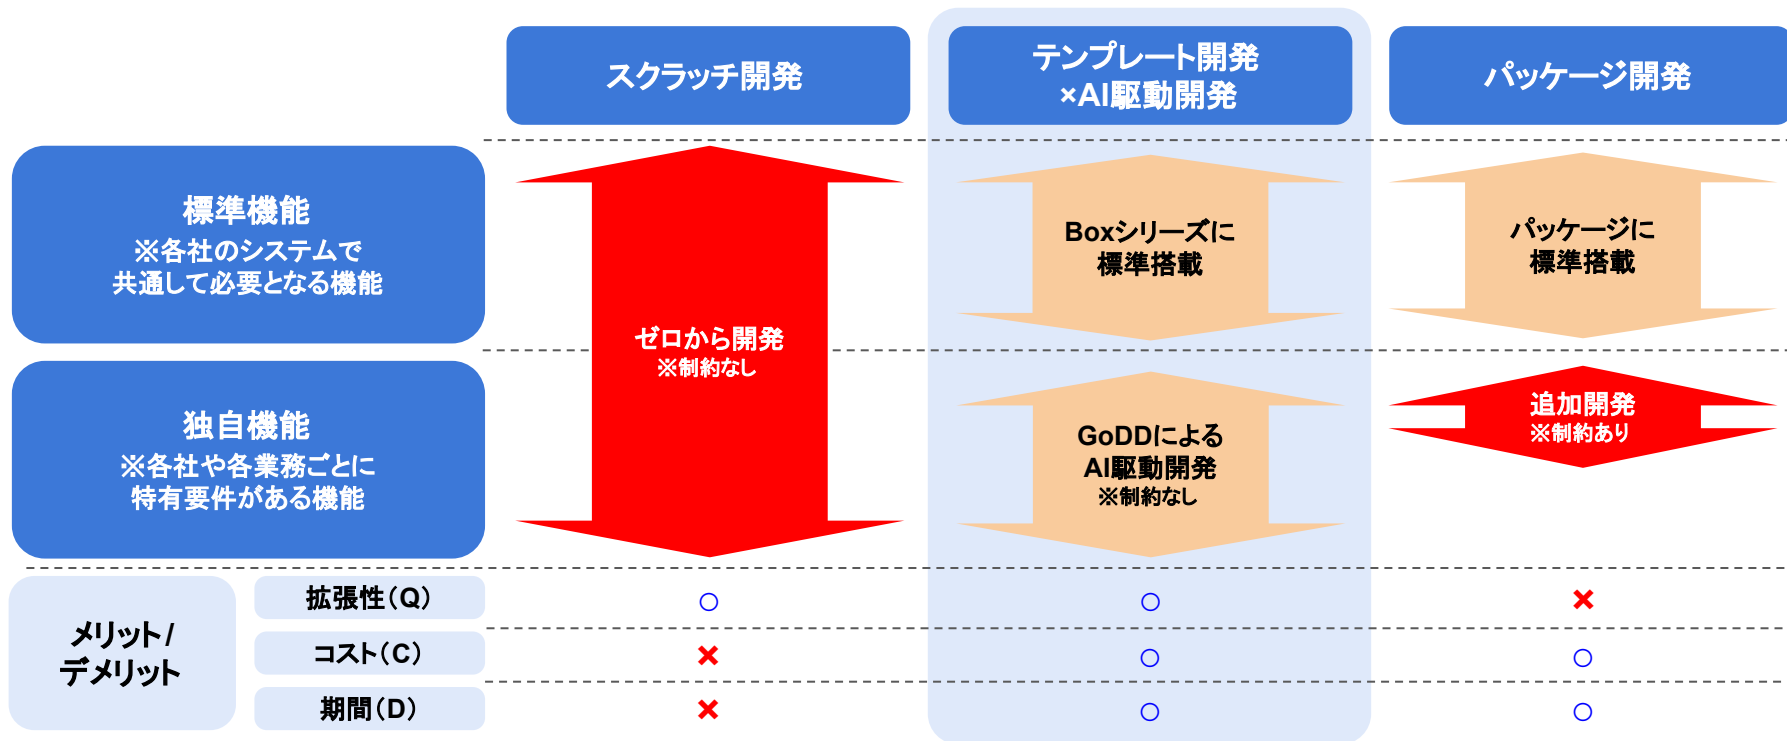 スクラッチ開発
テンプレート開発
×AI駆動開発
パッケージ開発
標準機能
※各社のシステムで
共通して必要となる機能
Boxシリーズに
標準搭載
パッケージに
標準搭載
ゼロから開発
※制約なし
独自機能
※各社や各業務ごとに
特有要件がある機能
GoDDによる
AI駆動開発
※制約なし
追加開発
※制約あり
メリット/
デメリット
拡張性(Q)
○
○
×
コスト(C)
×
○
○
期間(D)
×
○
○